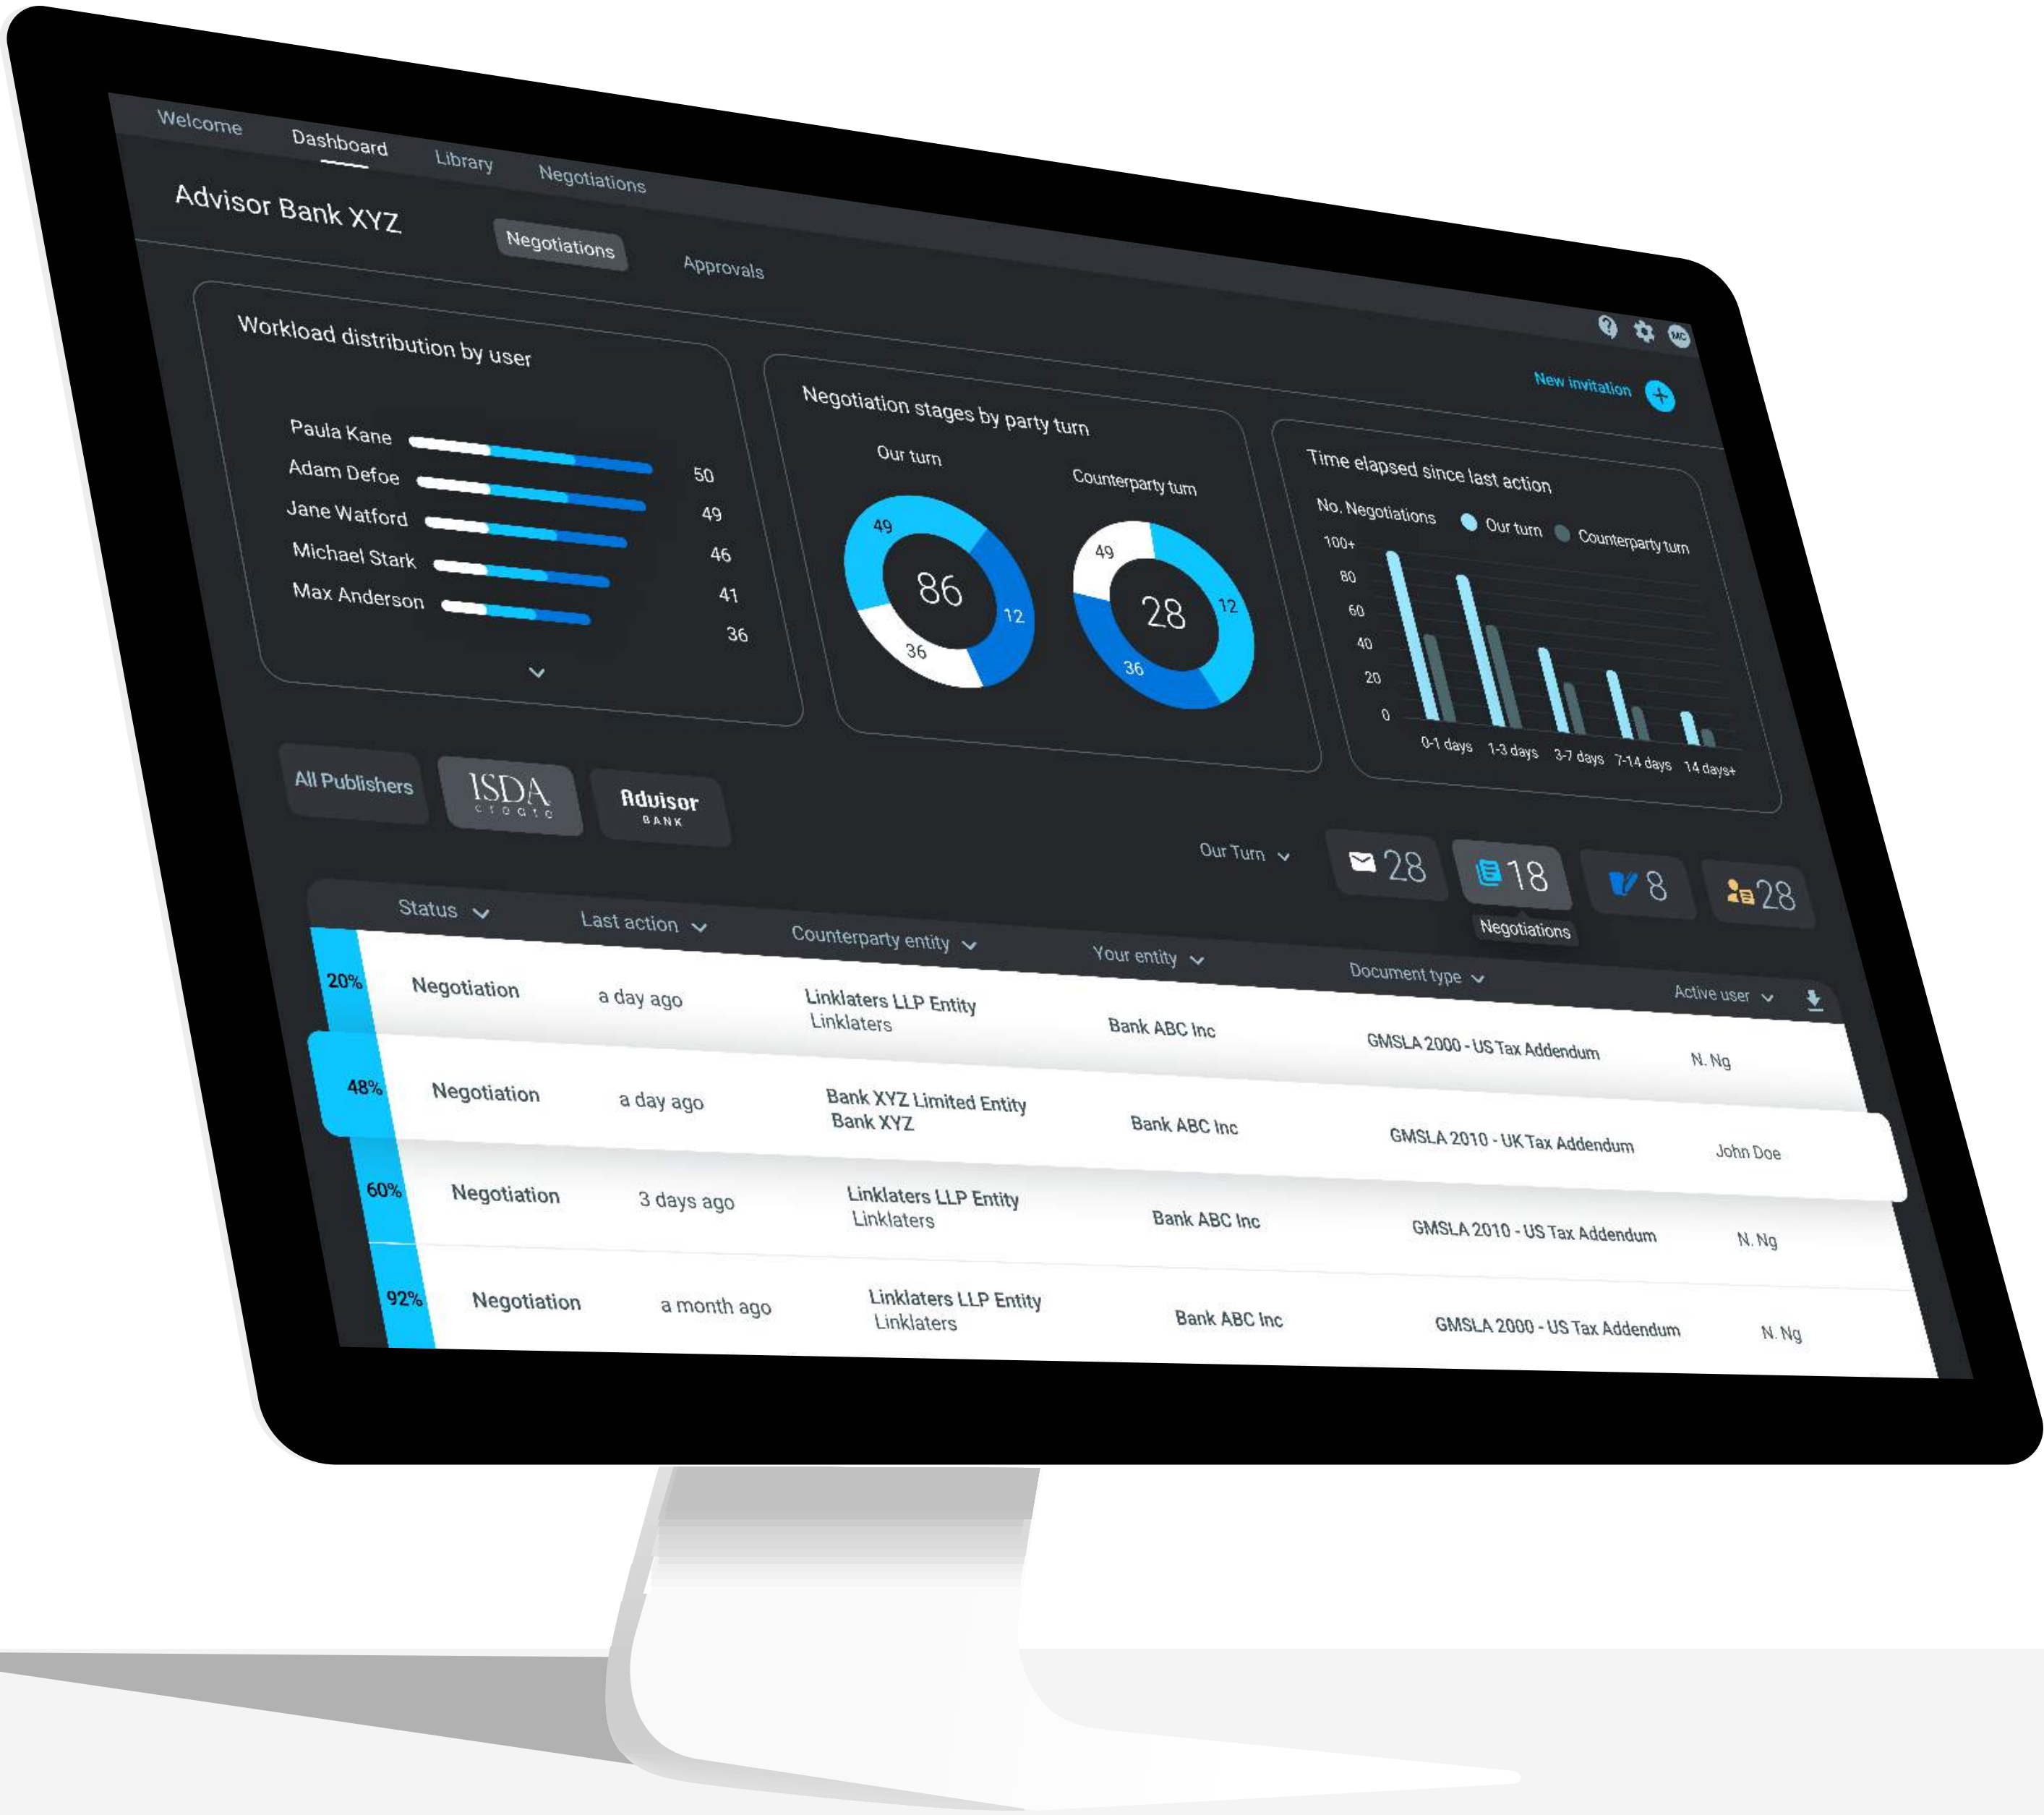 Welcome
Dashboard
Library
Negotiations
MC
Advisor Bank XYZ
Negotiations
Approvals
New invitation
Workload distribution by user
Paula Kane 50
Adam Defoe 49
Jane Watford 46
Michael Stark 41
Max Anderson 36
Negotiation stages by party turn
Our turn
49
86
12
36
Counterparty turn
49
28
12
36
Time elapsed since last action
No. Negotiations
Our turn
Counterparty turn
100+
80
60
40
20
0
0-1 days 1-3 days 3-7 days 7-14 days 14 days+
All Publishers
ISDA
create
Advisor
BANK
Our Turn
28
18
8
28
Negotiations
Status Last action Counterparty entity Your entity Document type Active user
20% Negotiation a day ago Linklaters LLP Entity Bank ABC Inc GMSLA 2000 - US Tax Addendum N. Ng
Linklaters
48% Negotiation a day ago Bank XYZ Limited Entity Bank ABC Inc GMSLA 2010 - UK Tax Addendum John Doe
Bank XYZ
60% Negotiation 3 days ago Linklaters LLP Entity Bank ABC Inc GMSLA 2010 - US Tax Addendum N. Ng
Linklaters
92% Negotiation a month ago Linklaters LLP Entity Bank ABC Inc GMSLA 2000 - US Tax Addendum N. Ng
Linklaters